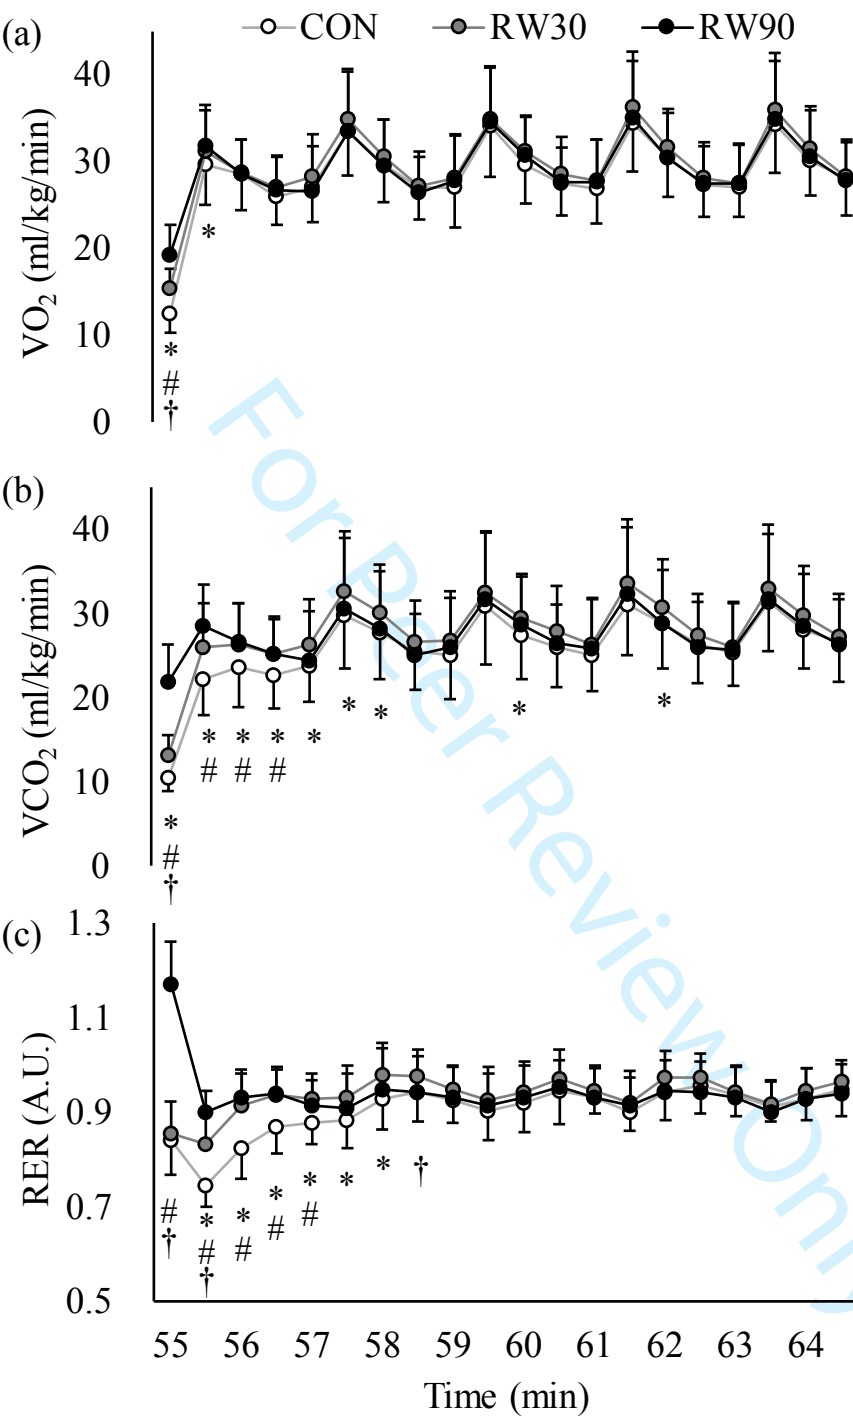 (a) CON RW30 RW90
VO2 (ml/kg/min)
40
30
20
10
0
*
*
#
†
(b)
VCO2 (ml/kg/min)
40
30
20
10
0
* * * * * * * *
# # #
*
#
†
(c)
RER (A.U.)
1.3
1.1
0.9
0.7
0.5
# * * * * * * †
† # # # #
†
55 56 57 58 59 60 61 62 63 64
Time (min)
For Peer Review Only